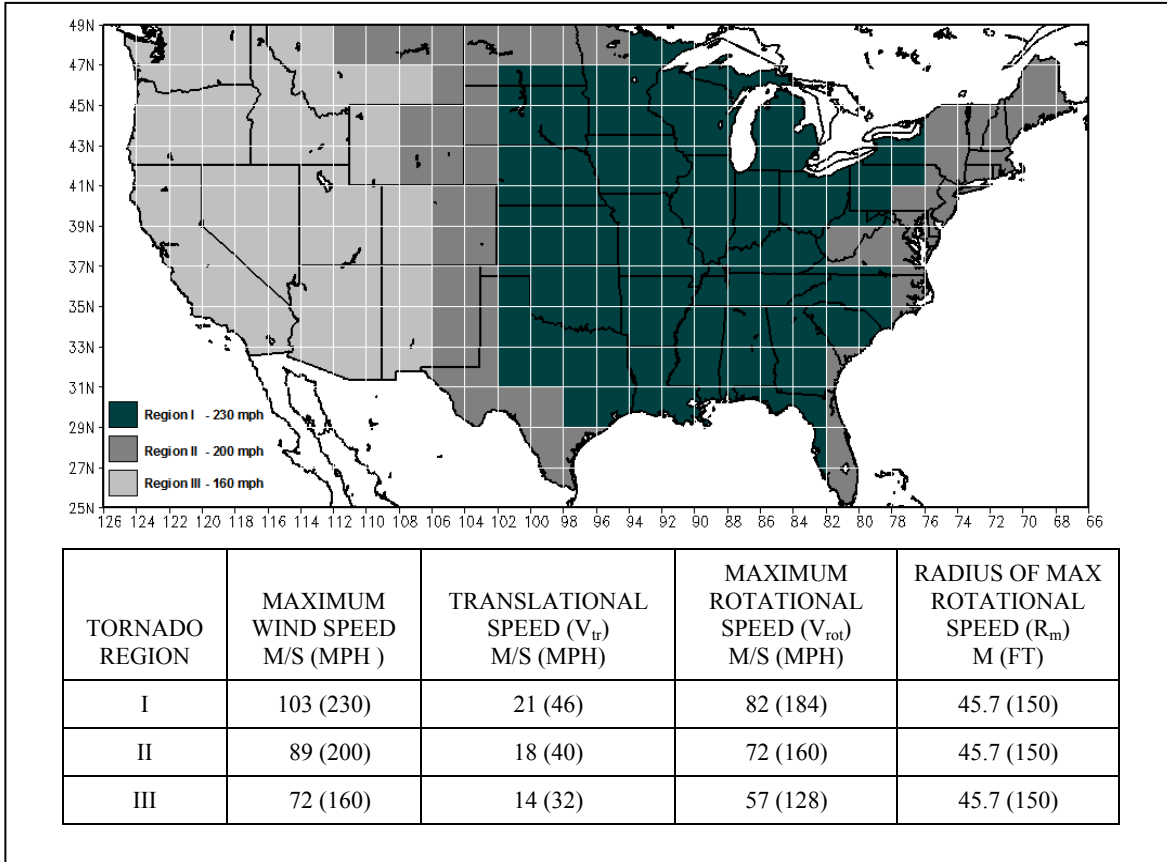 49N
47N
45N
43N
41N
39N
37N
35N
33N
31N
29N
27N
25N
Region I - 230 mph
Region II - 200 mph
Region III - 160 mph
126 124 122 120 118 116 114 112 110 108 106 104 102 100 98 96 94 92 90 88 86 84 82 80 78 76 74 72 70 68 66
TORNADO
REGION
MAXIMUM
WIND SPEED
M/S (MPH )
TRANSLATIONAL
SPEED (Vtr)
M/S (MPH)
MAXIMUM
ROTATIONAL
SPEED (Vrot)
M/S (MPH)
RADIUS OF MAX
ROTATIONAL
SPEED (Rm)
M (FT)
I 103 (230) 21 (46) 82 (184) 45.7 (150)
II 89 (200) 18 (40) 72 (160) 45.7 (150)
III 72 (160) 14 (32) 57 (128) 45.7 (150)